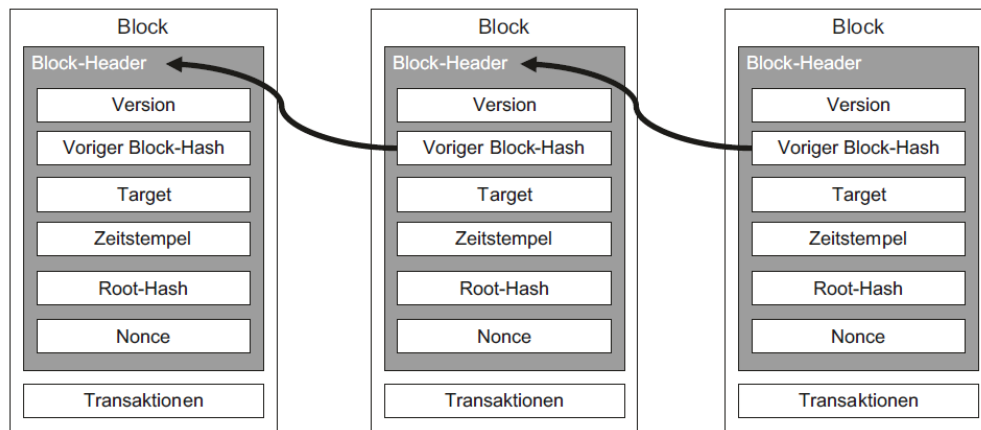 Block
Block-Header
Version
Voriger Block-Hash
Target
Zeitstempel
Root-Hash
Nonce
Transaktionen
Block
Block-Header
Version
Voriger Block-Hash
Target
Zeitstempel
Root-Hash
Nonce
Transaktionen
Block
Block-Header
Version
Voriger Block-Hash
Target
Zeitstempel
Root-Hash
Nonce
Transaktionen